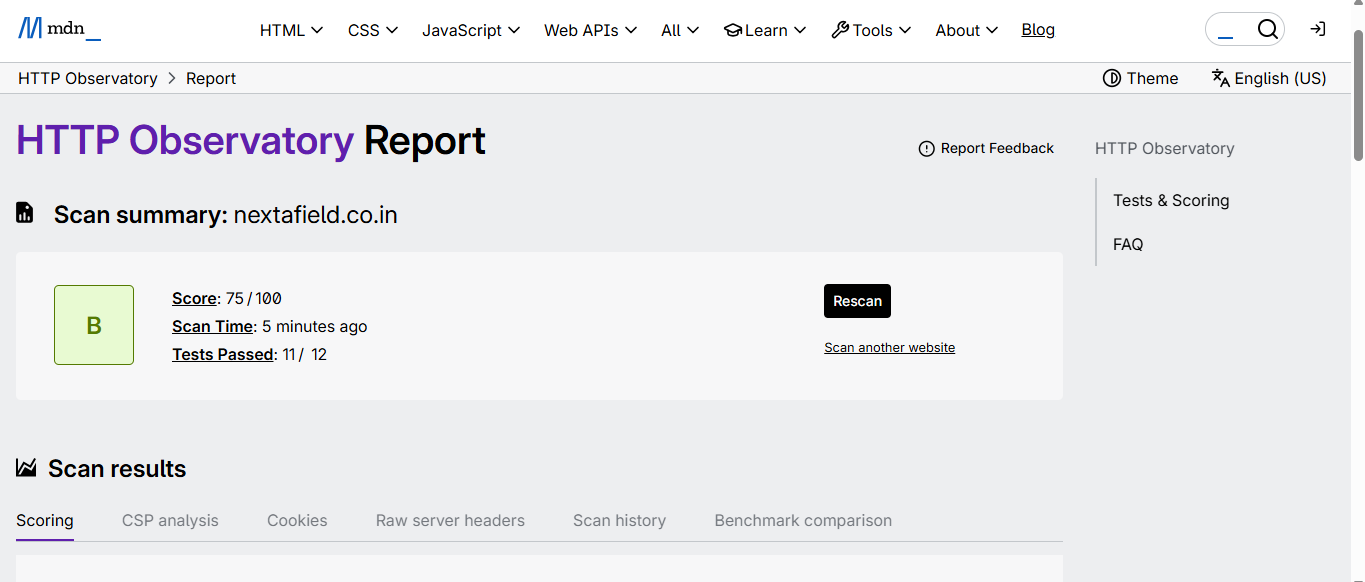 mdn_
HTML CSS JavaScript Web APIs All Learn Tools About Blog
HTTP Observatory > Report
Theme English (US)
HTTP Observatory Report
Report Feedback
Scan summary: nextafield.co.in
B
Score: 75 / 100
Scan Time: 5 minutes ago
Tests Passed: 11 / 12
Rescan
Scan another website
Scan results
Scoring CSP analysis Cookies Raw server headers Scan history Benchmark comparison
HTTP Observatory
Tests & Scoring
FAQ